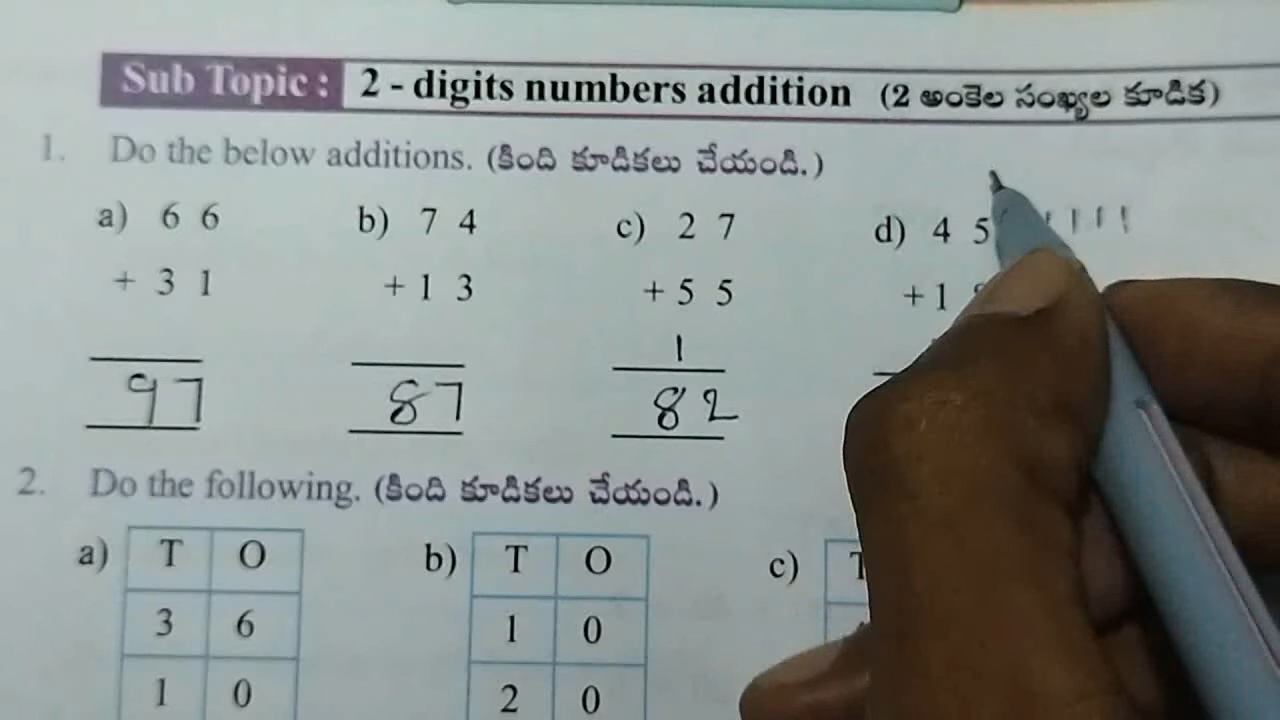 Sub Topic : 2 - digits numbers addition (2 అంకెల సంఖ్యల కూడిక)
1. Do the below additions. (కింది కూడికలు చేయండి.)
a) 6 6 b) 7 4 c) 2 7 d) 4 5
+ 3 1 + 1 3 + 5 5 + 1
1
97 87 82
2. Do the following. (కింది కూడికలు చేయండి.)
a) T O b) T O c) T
3 6 1 0
1 0 2 0